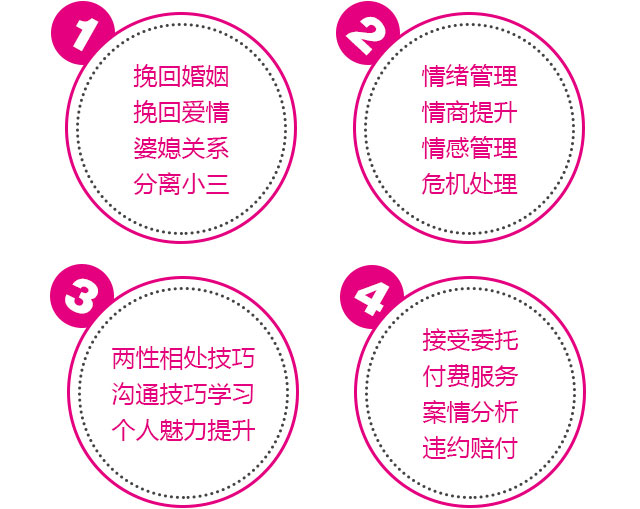 1
挽回婚姻
挽回爱情
婆媳关系
分离小三
2
情绪管理
情商提升
情感管理
危机处理
3
两性相处技巧
沟通技巧学习
个人魅力提升
4
接受委托
付费服务
案情分析
违约赔付